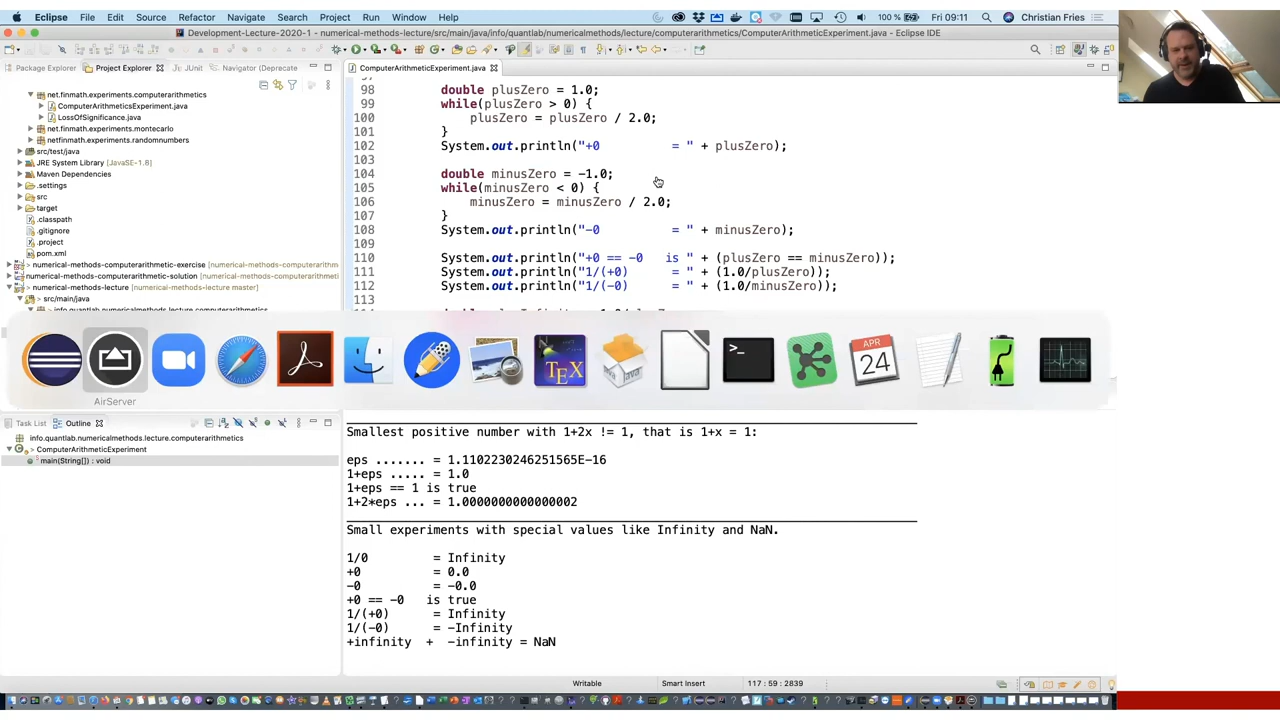 Eclipse File Edit Source Refactor Navigate Search Project Run Window Help 100 % Fri 09:11 Christian Fries
Development-Lecture-2020-1 - numerical-methods-lecture/src/main/java/info/quantlab/numericalmethods/lecture/computerarithmetics/ComputerArithmeticExperiment.java - Eclipse IDE
Package Explorer Project Explorer JUnit Navigator (Deprecate
ComputerArithmeticExperiment.java
net.finmath.experiments.computerarithmetics
ComputerArithmeticsExperiment.java
LossOfSignificance.java
net.finmath.experiments.montecarlo
netfinmath.experiments.randomnumbers
src/test/java
JRE System Library [JavaSE-1.8]
Maven Dependencies
.settings
src
target
.classpath
.gitignore
.project
pom.xml
numerical-methods-computerarithmetic-exercise
numerical-methods-computerarithmetic-solution (numerical-methods-computerarithmeti
numerical-methods-lecture (numerical-methods-lecture master)
src/main/java
info.quantlab.numericalmethods.lecture.computerarithmetics
98 double plusZero = 1.0;
99 while(plusZero > 0) {
100 plusZero = plusZero / 2.0;
101 }
102 System.out.println("+0 = " + plusZero);
103
104 double minusZero = -1.0;
105 while(minusZero < 0) {
106 minusZero = minusZero / 2.0;
107 }
108 System.out.println("-0 = " + minusZero);
109
110 System.out.println("+0 == -0 is " + (plusZero == minusZero));
111 System.out.println("1/(+0) = " + (1.0/plusZero));
112 System.out.println("1/(-0) = " + (1.0/minusZero));
113
TEX
Java
>_
APR
24
AirServer
Task List Outline
info.quantlab.numericalmethods.lecture.computerarithmetics
ComputerArithmeticExperiment
main(String[]) : void
Smallest positive number with 1+2x != 1, that is 1+x = 1:
eps ....... = 1.1102230246251565E-16
1+eps ..... = 1.0
1+eps == 1 is true
1+2*eps ... = 1.0000000000000002
Small experiments with special values like Infinity and NaN.
1/0 = Infinity
+0 = 0.0
-0 = -0.0
+0 == -0 is true
1/(+0) = Infinity
1/(-0) = -Infinity
+infinity + -infinity = NaN
Writable Smart Insert 117 : 59 : 2839